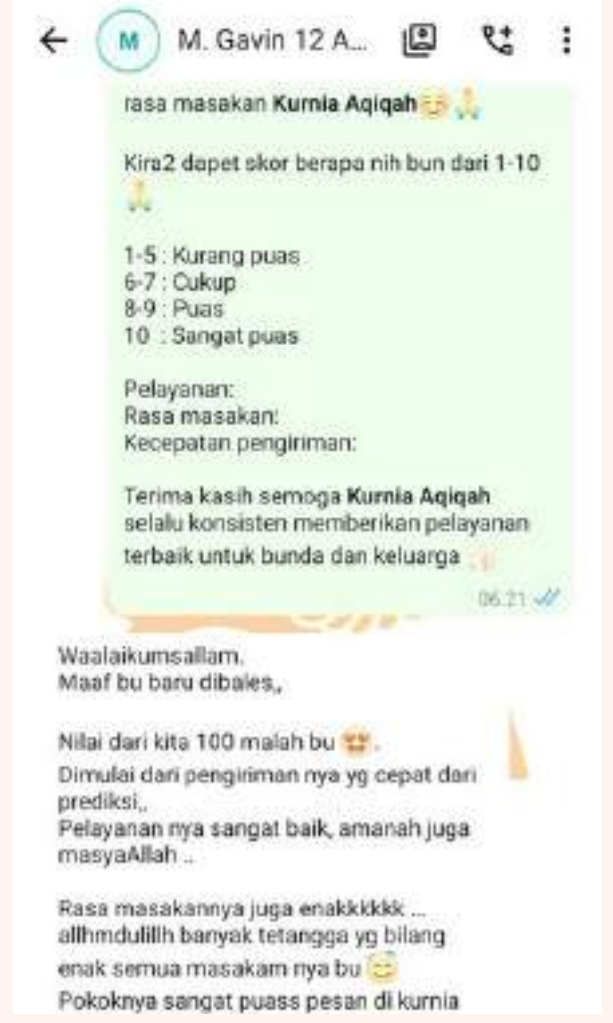 M
M. Gavin 12 A...
rasa masakan Kurnia Aqiqah😊🙏
Kira2 dapet skor berapa nih bun dari 1-10
🙏
1-5 : Kurang puas
6-7 : Cukup
8-9 : Puas
10 : Sangat puas
Pelayanan:
Rasa masakan:
Kecepatan pengiriman:
Terima kasih semoga Kurnia Aqiqah
selalu konsisten memberikan pelayanan
terbaik untuk bunda dan keluarga
06.21
Waalaikumsallam.
Maaf bu baru dibales,,
Nilai dari kita 100 malah bu 😍.
Dimulai dari pengiriman nya yg cepat dari
prediksi,,
Pelayanan nya sangat baik, amanah juga
masyaAllah ..
Rasa masakannya juga enakkkkkk ...
allhmdulillh banyak tetangga yg bilang
enak semua masakam nya bu 😇
Pokoknya sangat puass pesan di kurnia